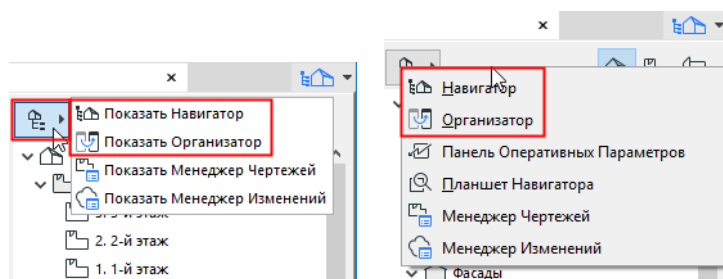 Показать Навигатор
Показать Организатор
Показать Менеджер Чертежей
Показать Менеджер Изменений
2. 2-й этаж
1. 1-й этаж
Навигатор
Организатор
Панель Оперативных Параметров
Планшет Навигатора
Менеджер Чертежей
Менеджер Изменений
Фасады